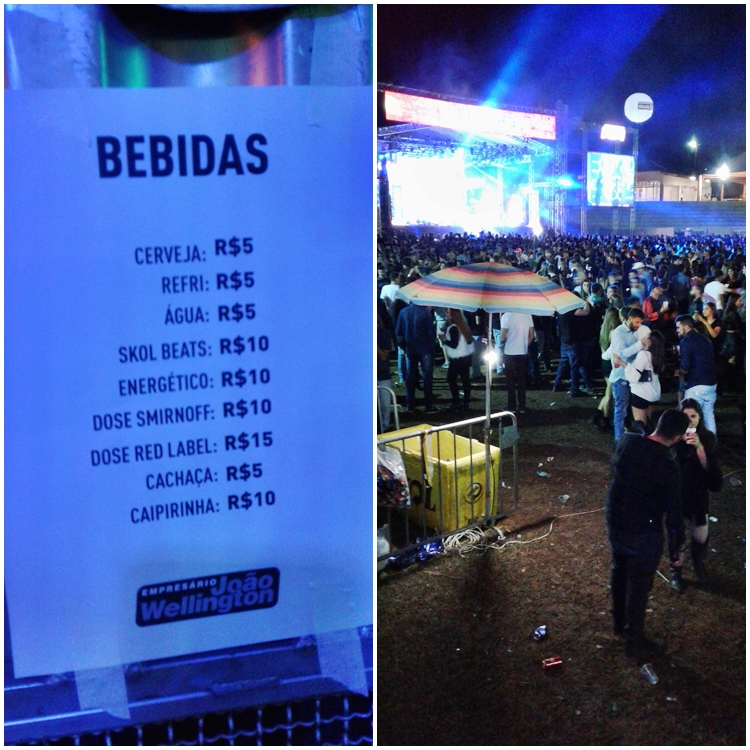 BEBIDAS
CERVEJA: R$5
REFRI: R$5
ÁGUA: R$5
SKOL BEATS: R$10
ENERGÉTICO: R$10
DOSE SMIRNOFF: R$10
DOSE RED LABEL: R$15
CACHAÇA: R$5
CAIPIRINHA: R$10
EMPRESÁRIO João
Wellington